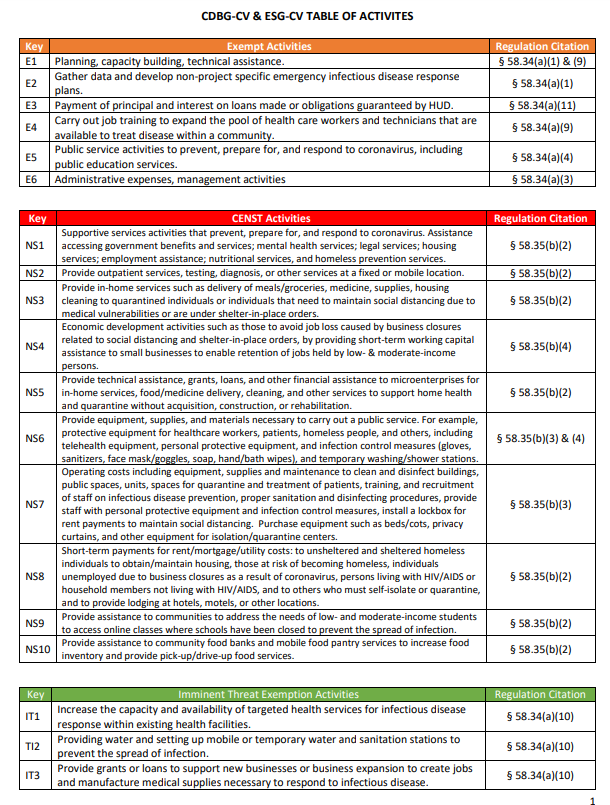 CDBG-CV & ESG-CV TABLE OF ACTIVITES
Key Exempt Activities Regulation Citation
E1 Planning, capacity building, technical assistance. § 58.34(a)(1) & (9)
E2 Gather data and develop non-project specific emergency infectious disease response
plans. § 58.34(a)(1)
E3 Payment of principal and interest on loans made or obligations guaranteed by HUD. § 58.34(a)(11)
E4 Carry out job training to expand the pool of health care workers and technicians that are
available to treat disease within a community. § 58.34(a)(9)
E5 Public service activities to prevent, prepare for, and respond to coronavirus, including
public education services. § 58.34(a)(4)
E6 Administrative expenses, management activities § 58.34(a)(3)
Key CENST Activities Regulation Citation
NS1 Supportive services activities that prevent, prepare for, and respond to coronavirus. Assistance
accessing government benefits and services; mental health services; legal services; housing
services; employment assistance; nutritional services, and homeless prevention services. § 58.35(b)(2)
NS2 Provide outpatient services, testing, diagnosis, or other services at a fixed or mobile location. § 58.35(b)(2)
NS3 Provide in-home services such as delivery of meals/groceries, medicine, supplies, housing
cleaning to quarantined individuals or individuals that need to maintain social distancing due to
medical vulnerabilities or are under shelter-in-place orders. § 58.35(b)(2)
NS4 Economic development activities such as those to avoid job loss caused by business closures
related to social distancing and shelter-in-place orders, by providing short-term working capital
assistance to small businesses to enable retention of jobs held by low- & moderate-income
persons. § 58.35(b)(4)
NS5 Provide technical assistance, grants, loans, and other financial assistance to microenterprises for
in-home services, food/medicine delivery, cleaning, and other services to support home health
and quarantine without acquisition, construction, or rehabilitation. § 58.35(b)(2)
NS6 Provide equipment, supplies, and materials necessary to carry out a public service. For example,
protective equipment for healthcare workers, patients, homeless people, and others, including
telehealth equipment, personal protective equipment, and infection control measures (gloves,
sanitizers, face mask/goggles, soap, hand/bath wipes), and temporary washing/shower stations. § 58.35(b)(3) & (4)
NS7 Operating costs including equipment, supplies and maintenance to clean and disinfect buildings,
public spaces, units, spaces for quarantine and treatment of patients, training, and recruitment
of staff on infectious disease prevention, proper sanitation and disinfecting procedures, provide
staff with personal protective equipment and infection control measures, install a lockbox for
rent payments to maintain social distancing. Purchase equipment such as beds/cots, privacy
curtains, and other equipment for isolation/quarantine centers. § 58.35(b)(3)
NS8 Short-term payments for rent/mortgage/utility costs: to unsheltered and sheltered homeless
individuals to obtain/maintain housing, those at risk of becoming homeless, individuals
unemployed due to business closures as a result of coronavirus, persons living with HIV/AIDS or
household members not living with HIV/AIDS, and to others who must self-isolate or quarantine,
and to provide lodging at hotels, motels, or other locations. § 58.35(b)(2)
NS9 Provide assistance to communities to address the needs of low- and moderate-income students
to access online classes where schools have been closed to prevent the spread of infection. § 58.35(b)(2)
NS10 Provide assistance to community food banks and mobile food pantry services to increase food
inventory and provide pick-up/drive-up food services. § 58.35(b)(2)
Key Imminent Threat Exemption Activities Regulation Citation
IT1 Increase the capacity and availability of targeted health services for infectious disease
response within existing health facilities. § 58.34(a)(10)
TI2 Providing water and setting up mobile or temporary water and sanitation stations to
prevent the spread of infection. § 58.34(a)(10)
IT3 Provide grants or loans to support new businesses or business expansion to create jobs
and manufacture medical supplies necessary to respond to infectious disease. § 58.34(a)(10)
1